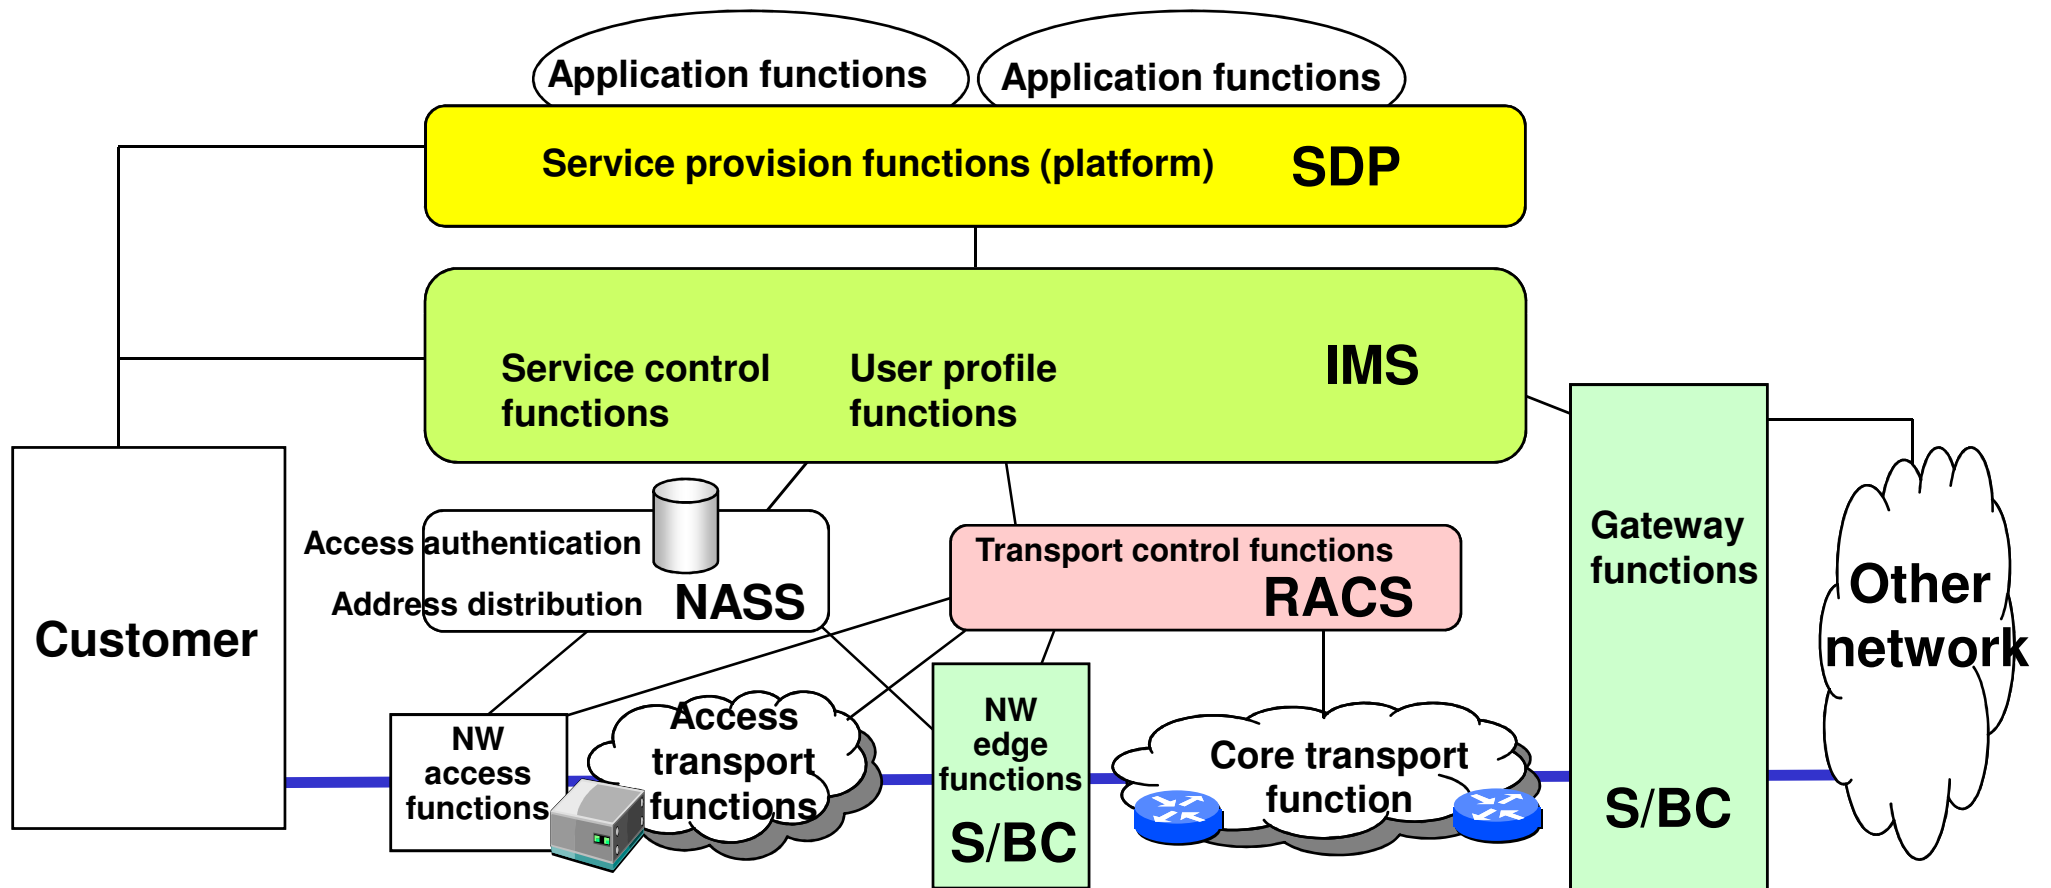 Application functions
Application functions
Service provision functions (platform)
SDP
Service control
functions
User profile
functions
IMS
Access authentication
Address distribution
NASS
Transport control functions
RACS
Gateway
functions
S/BC
Other
network
Customer
NW
access
functions
Access
transport
functions
NW
edge
functions
S/BC
Core transport
function